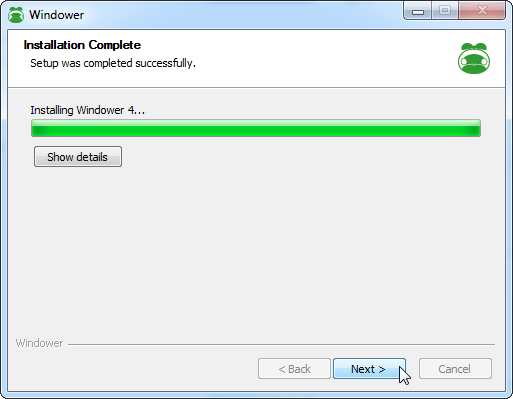 Windower
Installation Complete
Setup was completed successfully.
Installing Windower 4...
Show details
Windower
< Back
Next >
Cancel